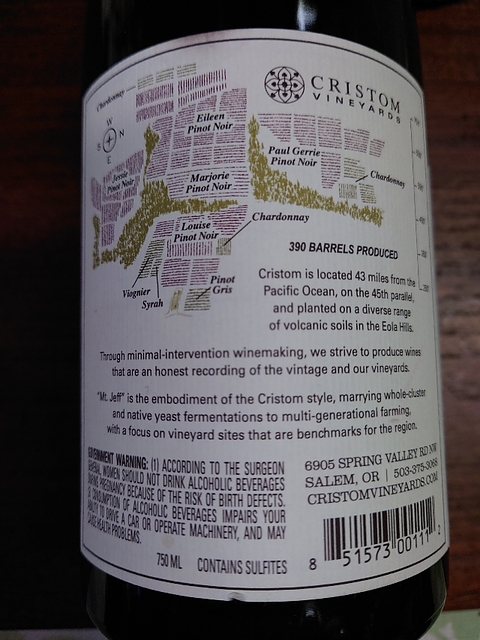 CRISTOM
VINEYARDS
Chardonnay
W
S N
E
Eileen
Pinot Noir
Paul Gerrie
Pinot Noir
Chardonnay
Jessie
Pinot Noir
Marjorie
Pinot Noir
Chardonnay
Louise
Pinot Noir
Viognier
Syrah
Pinot
Gris
390 BARRELS PRODUCED
Cristom is located 43 miles from the
Pacific Ocean, on the 45th parallel,
and planted on a diverse range
of volcanic soils in the Eola Hills.
Through minimal-intervention winemaking, we strive to produce wines
that are an honest recording of the vintage and our vineyards.
"Mt. Jeff" is the embodiment of the Cristom style, marrying whole-cluster
and native yeast fermentations to multi-generational farming,
with a focus on vineyard sites that are benchmarks for the region.
GOVERNMENT WARNING: (1) ACCORDING TO THE SURGEON
GENERAL, WOMEN SHOULD NOT DRINK ALCOHOLIC BEVERAGES
DURING PREGNANCY BECAUSE OF THE RISK OF BIRTH DEFECTS.
(2) CONSUMPTION OF ALCOHOLIC BEVERAGES IMPAIRS YOUR
ABILITY TO DRIVE A CAR OR OPERATE MACHINERY, AND MAY
CAUSE HEALTH PROBLEMS.
750 ML CONTAINS SULFITES
6905 SPRING VALLEY RD NW
SALEM, OR | 503-375-3068
CRISTOMVINEYARDS.COM
8 51573 00111 2